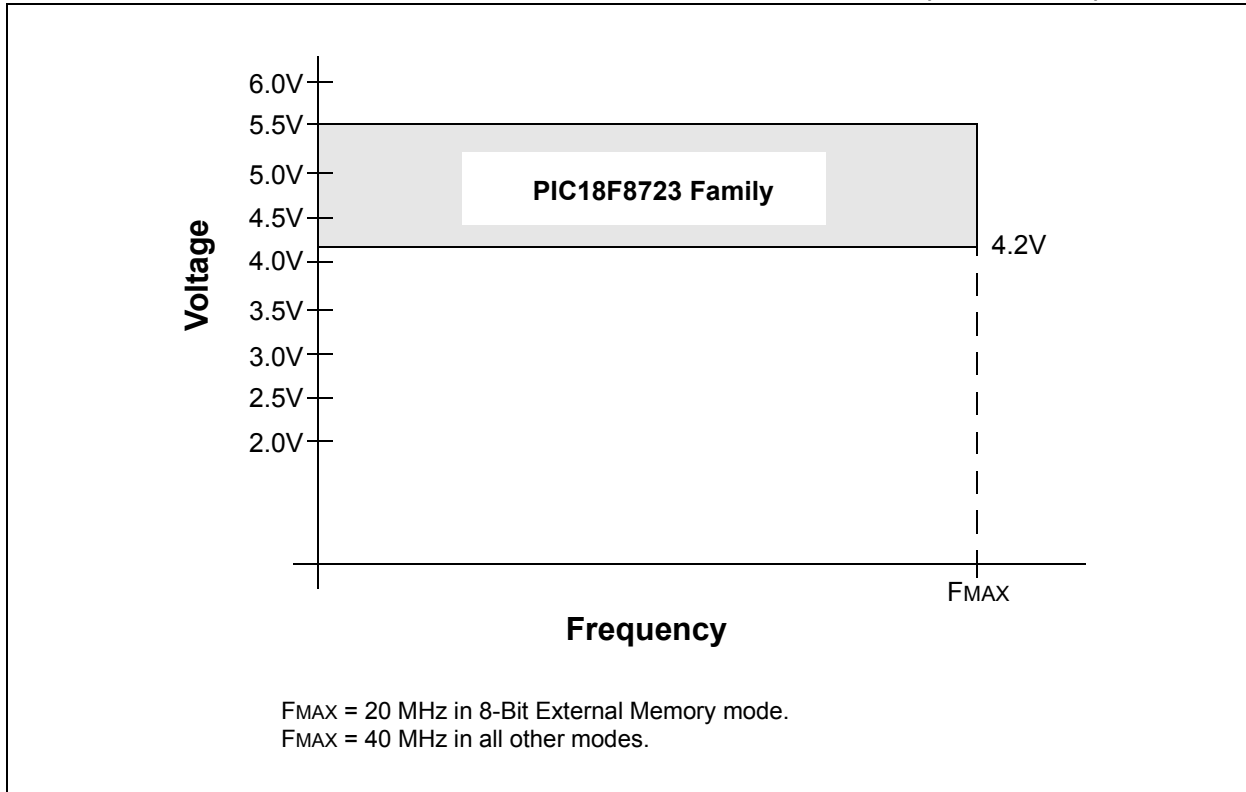 6.0V
5.5V
5.0V
4.5V
4.0V
3.5V
3.0V
2.5V
2.0V
Voltage
PIC18F8723 Family
4.2V
FMAX
Frequency
FMAX = 20 MHz in 8-Bit External Memory mode.
FMAX = 40 MHz in all other modes.